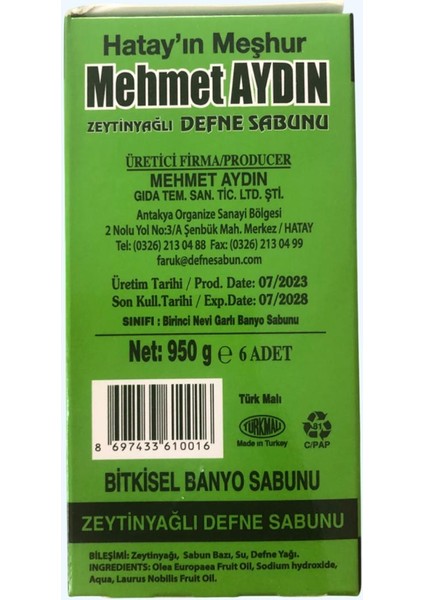 Hatay'ın Meşhur
Mehmet AYDIN
ZEYTİNYAĞLI DEFNE SABUNU
ÜRETİCİ FİRMA/PRODUCER
MEHMET AYDIN
GIDA TEM. SAN. TİC. LTD. ŞTİ.
Antakya Organize Sanayi Bölgesi
2 Nolu Yol No:3/A Şenbük Mah. Merkez / HATAY
Tel: (0326) 213 04 88 Fax: (0326) 213 04 99
faruk@defnesabun.com
Üretim Tarihi / Prod. Date: 07/2023
Son Kull.Tarihi / Exp.Date: 07/2028
SINIFI : Birinci Nevi Garlı Banyo Sabunu
Net: 950 g e 6 ADET
Türk Malı
TÜRKMALI
Made in Turkey
81
C/PAP
8 697433 610016
BİTKİSEL BANYO SABUNU
ZEYTİNYAĞLI DEFNE SABUNU
BİLEŞİMİ: Zeytinyağı, Sabun Bazı, Su, Defne Yağı.
INGREDIENTS: Olea Europaea Fruit Oil, Sodium hydroxide,
Aqua, Laurus Nobilis Fruit Oil.